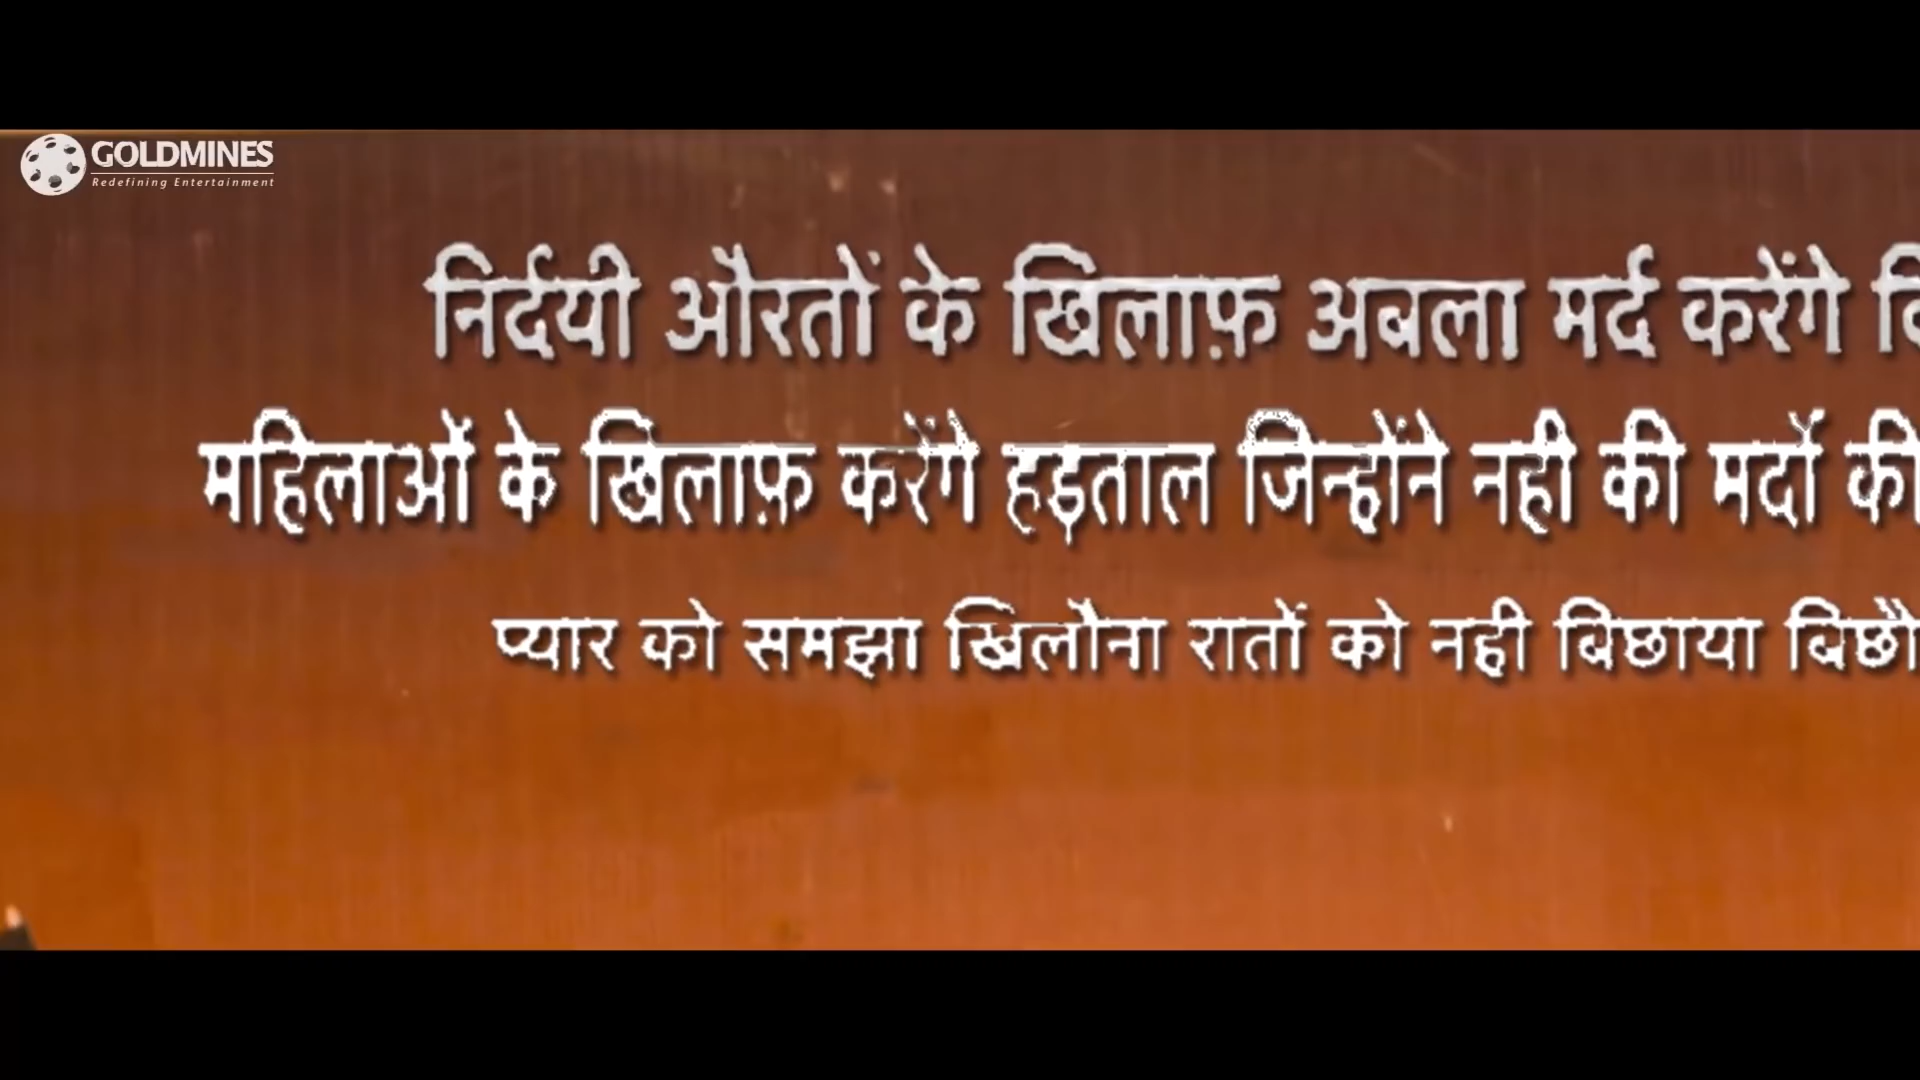 GOLDMINES
Redefining Entertainment
निर्दयी औरतों के खिलाफ़ अबला मर्द करेंगे
महिलाओं के खिलाफ़ करेंगे हड़ताल जिन्होंने नही की मर्दों की
प्यार को समझा खिलौना रातों को नही बिछाया